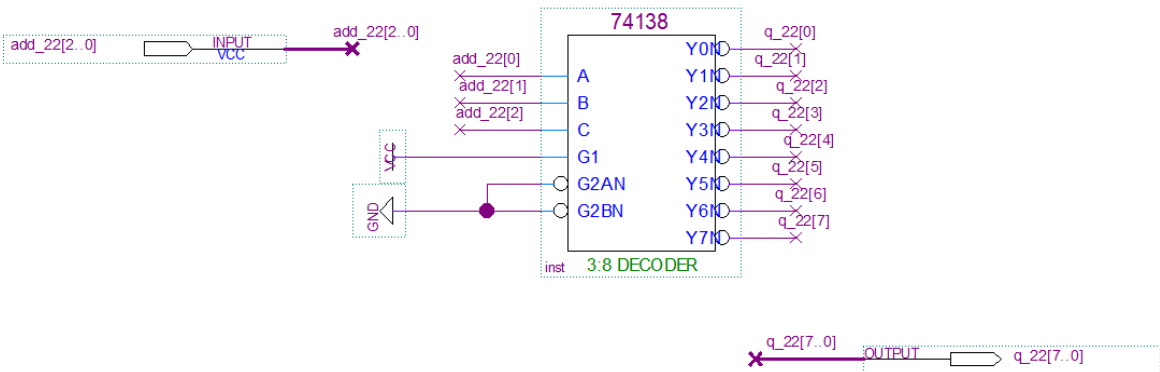 add_22[2..0]
INPUT
VCC
add_22[2..0]
74138
add_22[0]
add_22[1]
add_22[2]
VCC
GND
A
B
C
G1
G2AN
G2BN
Y0N
Y1N
Y2N
Y3N
Y4N
Y5N
Y6N
Y7N
q_22[0]
q_22[1]
q_22[2]
q_22[3]
q_22[4]
q_22[5]
q_22[6]
q_22[7]
inst
3:8 DECODER
q_22[7..0]
OUTPUT
q_22[7..0]